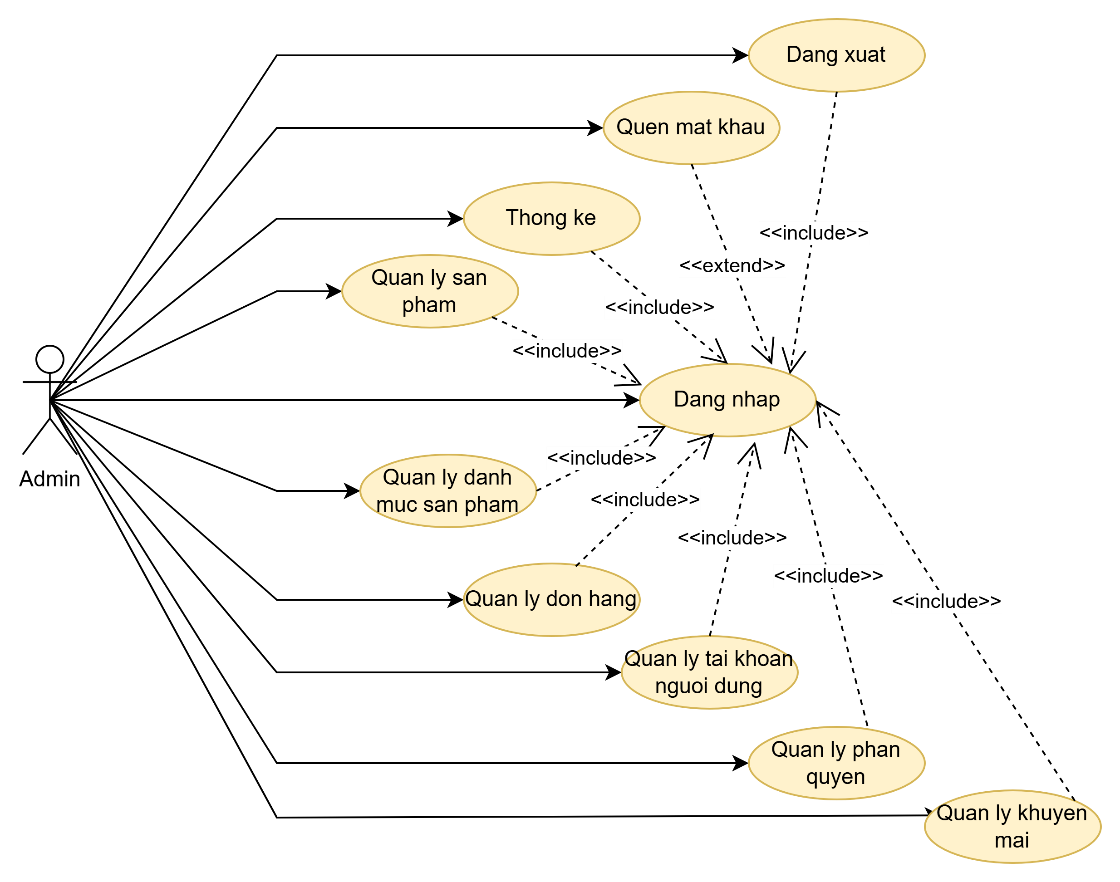 Dang xuat
Quen mat khau
Thong ke
<<include>>
<<extend>>
Quan ly san
pham
<<include>>
<<include>>
Dang nhap
Admin
<<include>>
Quan ly danh
muc san pham
<<include>>
<<include>>
<<include>>
<<include>>
Quan ly don hang
Quan ly tai khoan
nguoi dung
Quan ly phan
quyen
Quan ly khuyen
mai